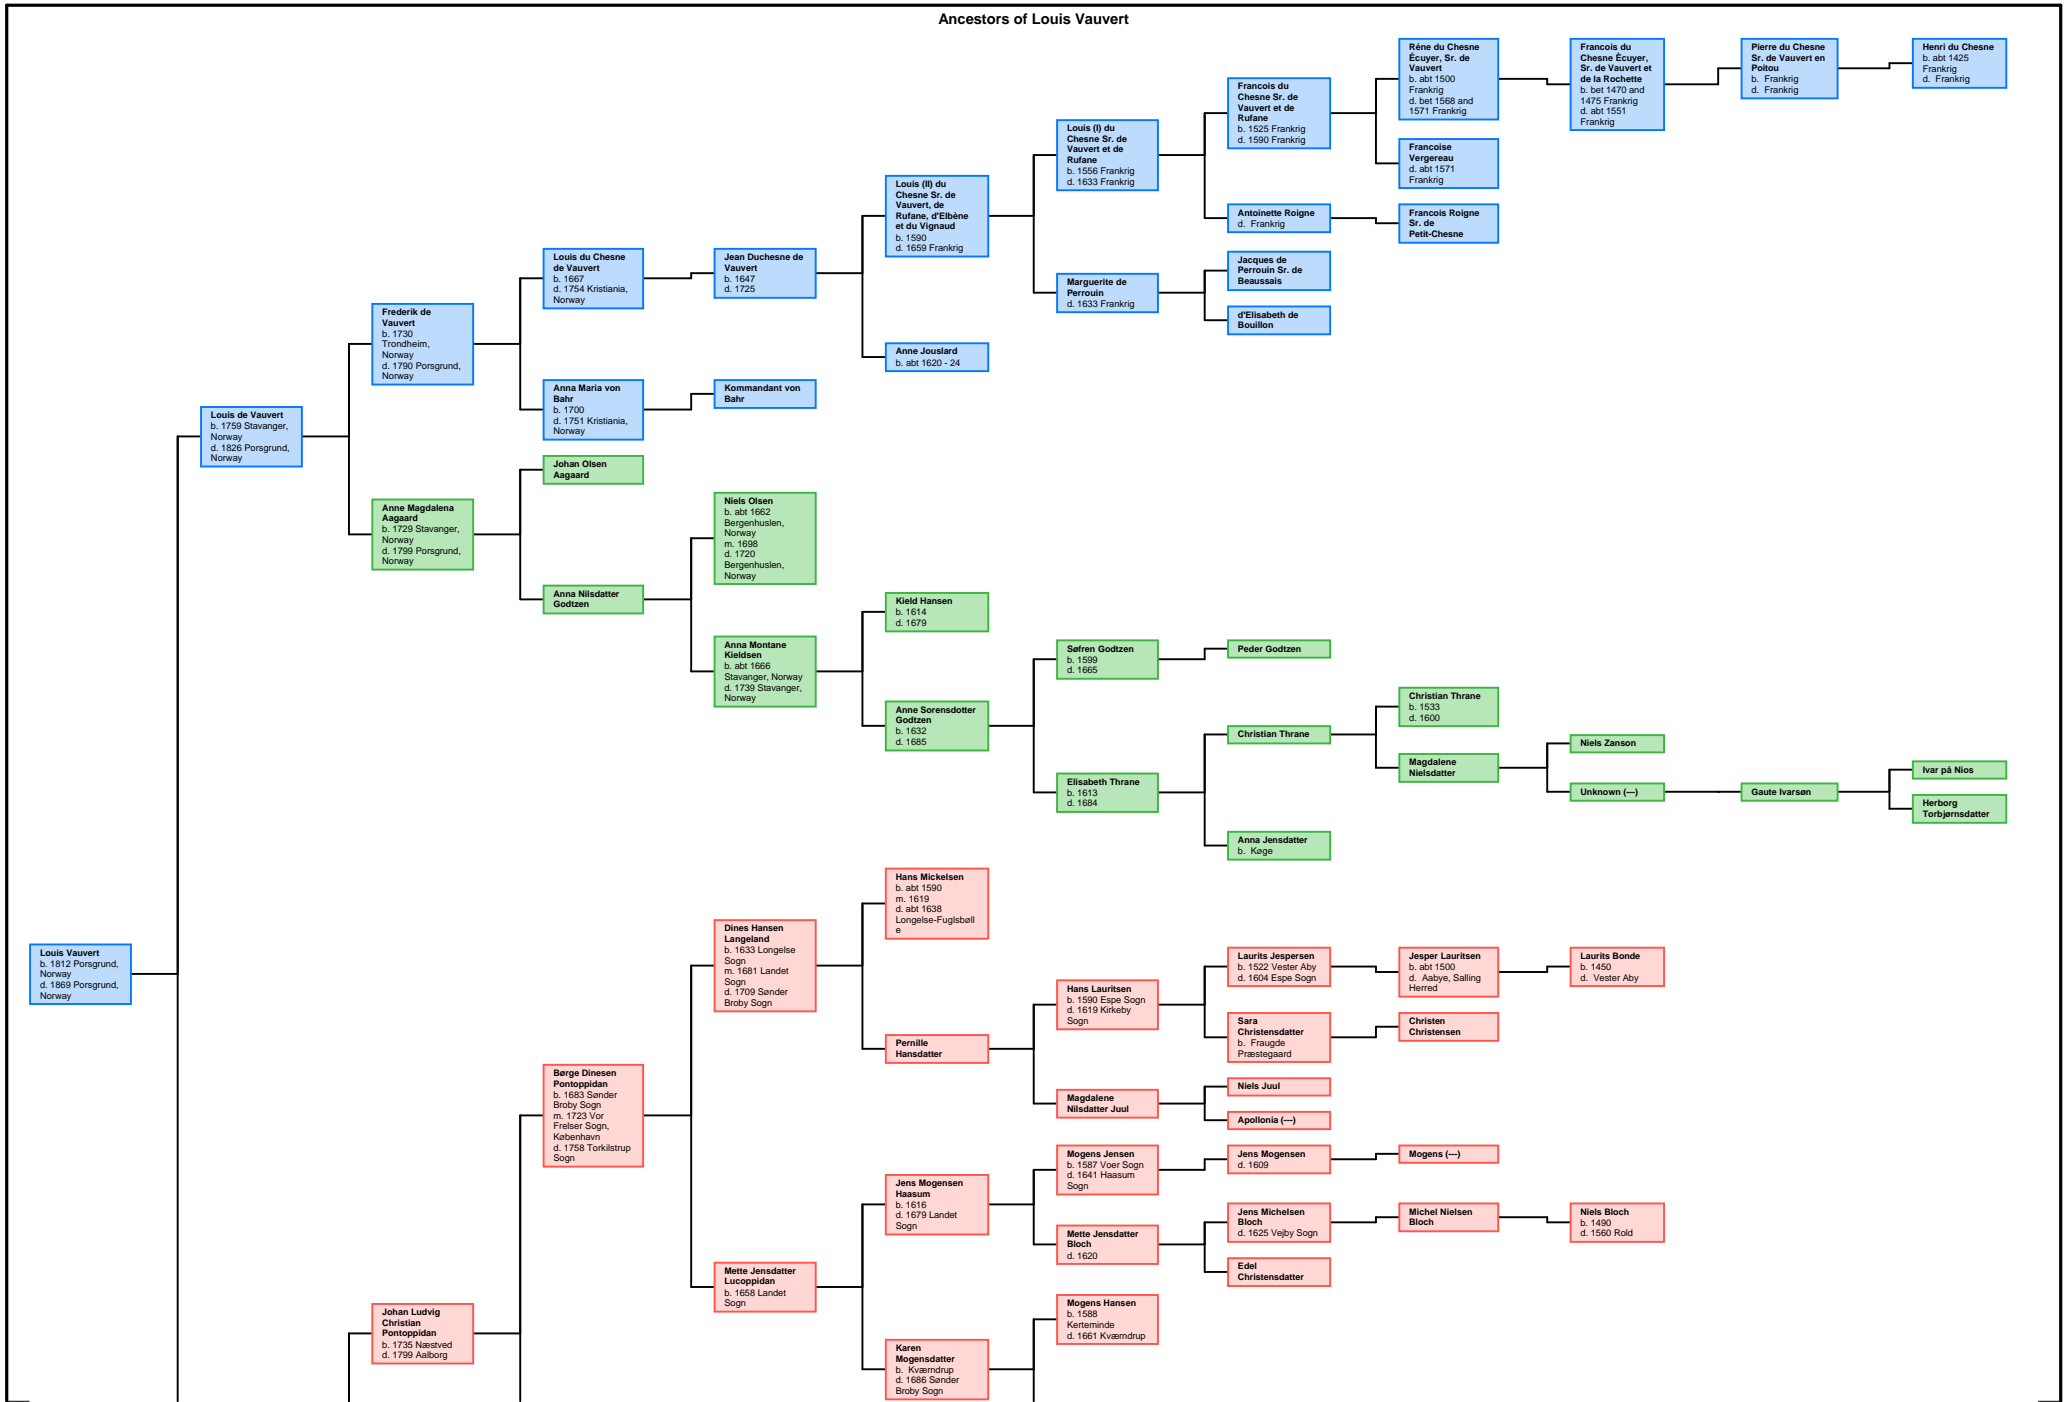 Ancestors of Louis Vauvert
Réne du Chesne
Écuyer, Sr. de
Vauvert
b. abt 1500
Frankrig
d. bet 1568 and
1571 Frankrig
Francois du
Chesne Écuyer,
Sr. de Vauvert et
de la Rochette
b. bet 1470 and
1475 Frankrig
d. abt 1551
Frankrig
Pierre du Chesne
Sr. de Vauvert en
Poitou
b.  Frankrig
d.  Frankrig
Henri du Chesne
b. abt 1425
Frankrig
d.  Frankrig
Francois du
Chesne Sr. de
Vauvert et de
Rufane
b. 1525 Frankrig
d. 1590 Frankrig
Louis (I) du
Chesne Sr. de
Vauvert et de
Rufane
b. 1556 Frankrig
d. 1633 Frankrig
Francoise
Vergereau
d. abt 1571
Frankrig
Louis (II) du
Chesne Sr. de
Vauvert, de
Rufane, d'Elbène
et du Vignaud
b. 1590
d. 1659 Frankrig
Antoinette Roigne
d.  Frankrig
Francois Roigne
Sr. de
Petit-Chesne
Louis du Chesne
de Vauvert
b. 1667
d. 1754 Kristiania,
Norway
Jean Duchesne de
Vauvert
b. 1647
d. 1725
Jacques de
Perrouin Sr. de
Beaussais
Marguerite de
Perrouin
d. 1633 Frankrig
d'Elisabeth de
Bouillon
Frederik de
Vauvert
b. 1730
Trondheim,
Norway
d. 1790 Porsgrund,
Norway
Anne Jouslard
b. abt 1620 - 24
Anna Maria von
Bahr
b. 1700
d. 1751 Kristiania,
Norway
Kommandant von
Bahr
Louis de Vauvert
b. 1759 Stavanger,
Norway
d. 1826 Porsgrund,
Norway
Johan Olsen
Aagaard
Anne Magdalena
Aagaard
b. 1729 Stavanger,
Norway
d. 1799 Porsgrund,
Norway
Niels Olsen
b. abt 1662
Bergenhuslen,
Norway
m. 1698
d. 1720
Bergenhuslen,
Norway
Anna Nilsdatter
Godtzen
Kield Hansen
b. 1614
d. 1679
Anna Montane
Kieldsen
b. abt 1666
Stavanger, Norway
d. 1739 Stavanger,
Norway
Søfren Godtzen
b. 1599
d. 1665
Peder Godtzen
Anne Sorensdotter
Godtzen
b. 1632
d. 1685
Christian Thrane
b. 1533
d. 1600
Christian Thrane
Niels Zanson
Magdalene
Nielsdatter
Ivar på Nios
Elisabeth Thrane
b. 1613
d. 1684
Unknown (---)
Gaute Ivarsøn
Herborg
Torbjørnsdatter
Anna Jensdatter
b.  Køge
Hans Mickelsen
b. abt 1590
m. 1619
d. abt 1638
Longelse-Fuglsbøll
e
Dines Hansen
Langeland
b. 1633 Longelse
Sogn
m. 1681 Landet
Sogn
d. 1709 Sønder
Broby Sogn
Louis Vauvert
b. 1812 Porsgrund,
Norway
d. 1869 Porsgrund,
Norway
Laurits Jespersen
b. 1522 Vester Aby
d. 1604 Espe Sogn
Jesper Lauritsen
b. abt 1500
d.  Aabye, Salling
Herred
Laurits Bonde
b. 1450
d.  Vester Aby
Hans Lauritsen
b. 1590 Espe Sogn
d. 1619 Kirkeby
Sogn
Sara
Christensdatter
b.  Fraugde
Præstegaard
Christen
Christensen
Pernille
Hansdatter
Børge Dinesen
Pontoppidan
b. 1683 Sønder
Broby Sogn
m. 1723 Vor
Frelser Sogn,
København
d. 1758 Torkilstrup
Sogn
Niels Juul
Magdalene
Nilsdatter Juul
Apollonia (---)
Mogens Jensen
b. 1587 Voer Sogn
d. 1641 Haasum
Sogn
Jens Mogensen
d. 1609
Mogens (---)
Jens Mogensen
Haasum
b. 1616
d. 1679 Landet
Sogn
Jens Michelsen
Bloch
d. 1625 Vejby Sogn
Michel Nielsen
Bloch
Niels Bloch
b. 1490
d. 1560 Rold
Mette Jensdatter
Bloch
d. 1620
Edel
Christensdatter
Mette Jensdatter
Lucoppidan
b. 1658 Landet
Sogn
Mogens Hansen
b. 1588
Kerteminde
d. 1661 Kværndrup
Johan Ludvig
Christian
Pontoppidan
b. 1735 Næstved
d. 1799 Aalborg
Karen
Mogensdatter
b.  Kværndrup
d. 1686 Sønder
Broby Sogn